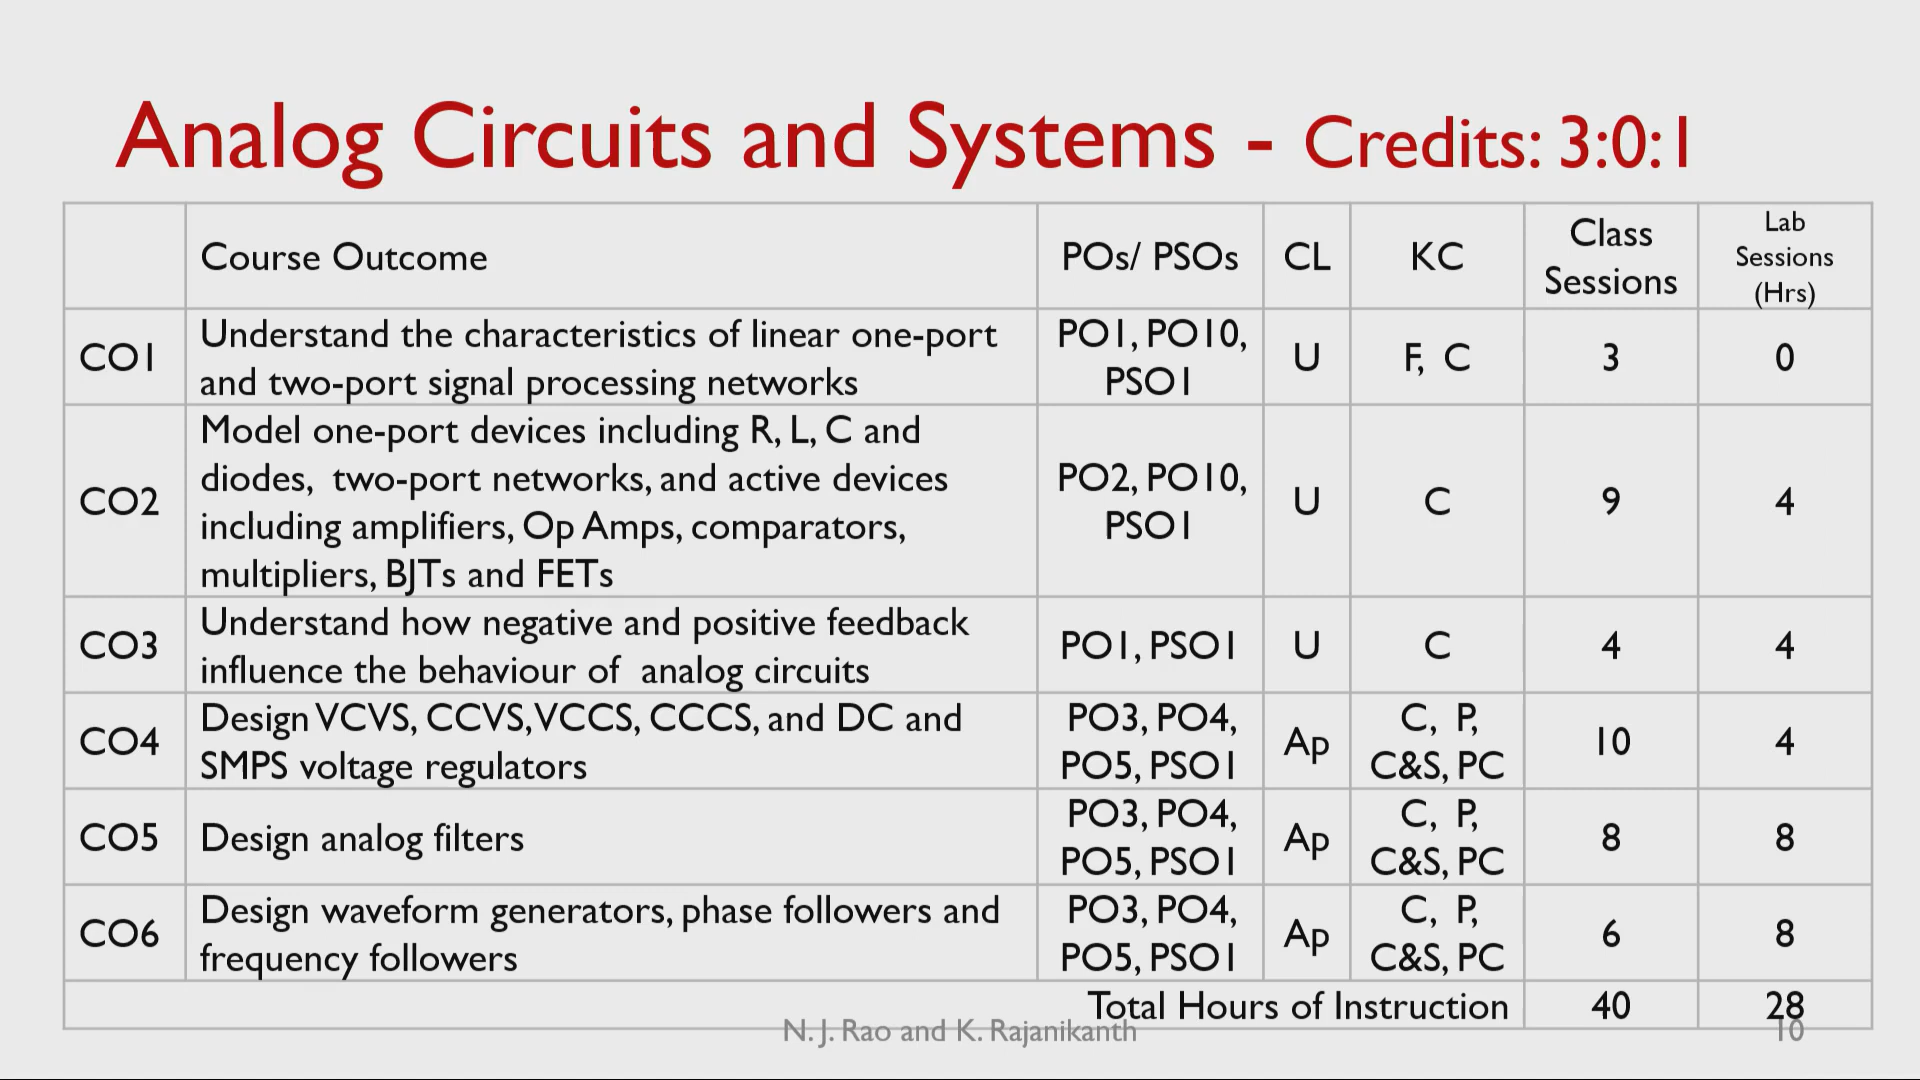 Analog Circuits and Systems - Credits: 3:0:1
Course Outcome
POs/ PSOs
CL
KC
Class
Sessions
Lab
Sessions
(Hrs)
CO1
Understand the characteristics of linear one-port
and two-port signal processing networks
PO1, PO10,
PSO1
U
F, C
3
0
CO2
Model one-port devices including R, L, C and
diodes, two-port networks, and active devices
including amplifiers, Op Amps, comparators,
multipliers, BJTs and FETs
PO2, PO10,
PSO1
U
C
9
4
CO3
Understand how negative and positive feedback
influence the behaviour of analog circuits
PO1, PSO1
U
C
4
4
CO4
Design VCVS, CCVS, VCCS, CCCS, and DC and
SMPS voltage regulators
PO3, PO4,
PO5, PSO1
Ap
C, P,
C&S, PC
10
4
CO5
Design analog filters
PO3, PO4,
PO5, PSO1
Ap
C, P,
C&S, PC
8
8
CO6
Design waveform generators, phase followers and
frequency followers
PO3, PO4,
PO5, PSO1
Ap
C, P,
C&S, PC
6
8
Total Hours of Instruction
40
28
N. J. Rao and K. Rajanikanth
10